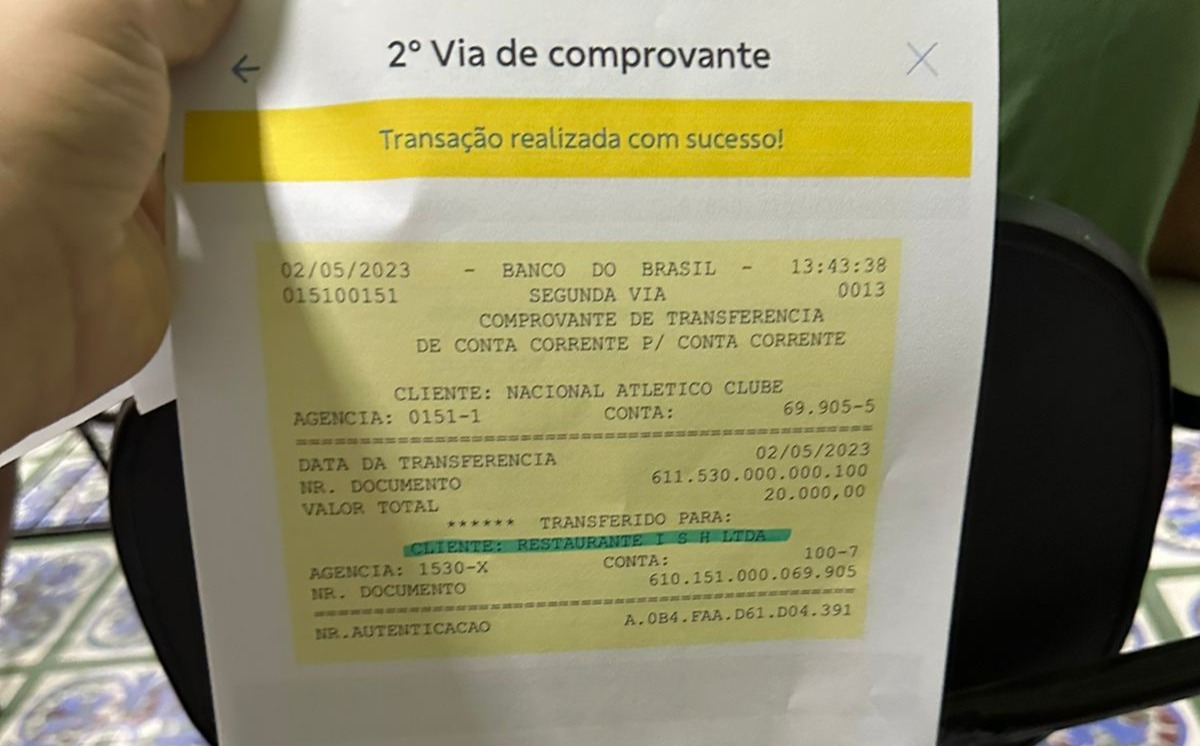 2° Via de comprovante
Transação realizada com sucesso!
02/05/2023 - BANCO DO BRASIL - 13:43:38
015100151 SEGUNDA VIA 0013
COMPROVANTE DE TRANSFERENCIA
DE CONTA CORRENTE P/ CONTA CORRENTE
CLIENTE: NACIONAL ATLETICO CLUBE
AGENCIA: 0151-1 CONTA: 69.905-5
DATA DA TRANSFERENCIA 02/05/2023
NR. DOCUMENTO 611.530.000.000.100
VALOR TOTAL 20.000,00
****** TRANSFERIDO PARA:
CLIENTE: RESTAURANTE I S H LTDA
AGENCIA: 1530-X CONTA: 100-7
NR. DOCUMENTO 610.151.000.069.905
NR.AUTENTICACAO A.0B4.FAA.D61.D04.391